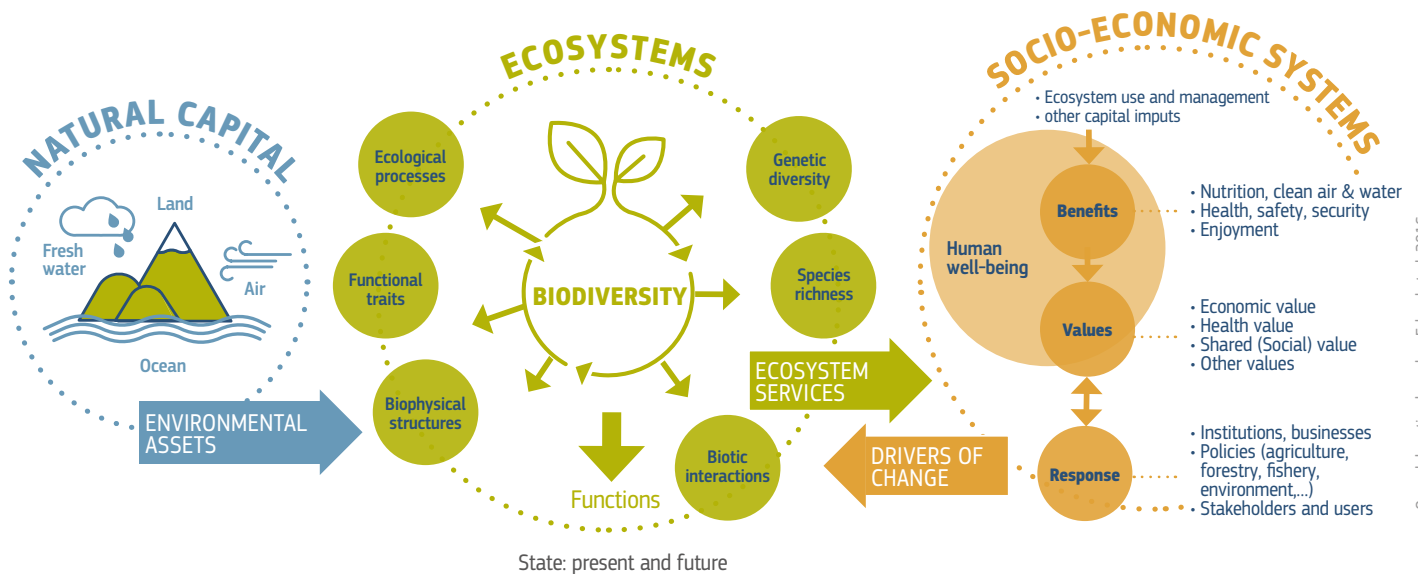 NATURAL CAPITAL
Land
Fresh
water
Air
Ocean
ENVIRONMENTAL
ASSETS
ECOSYSTEMS
Ecological
processes
Genetic
diversity
Functional
traits
BIODIVERSITY
Species
richness
Biophysical
structures
Biotic
interactions
Functions
State: present and future
ECOSYSTEM
SERVICES
DRIVERS OF
CHANGE
SOCIO-ECONOMIC SYSTEMS
• Ecosystem use and management
• other capital imputs
Human
well-being
Benefits
• Nutrition, clean air & water
• Health, safety, security
• Enjoyment
Values
• Economic value
• Health value
• Shared (Social) value
• Other values
Response
• Institutions, businesses
• Policies (agriculture,
forestry, fishery,
environment,...)
• Stakeholders and users